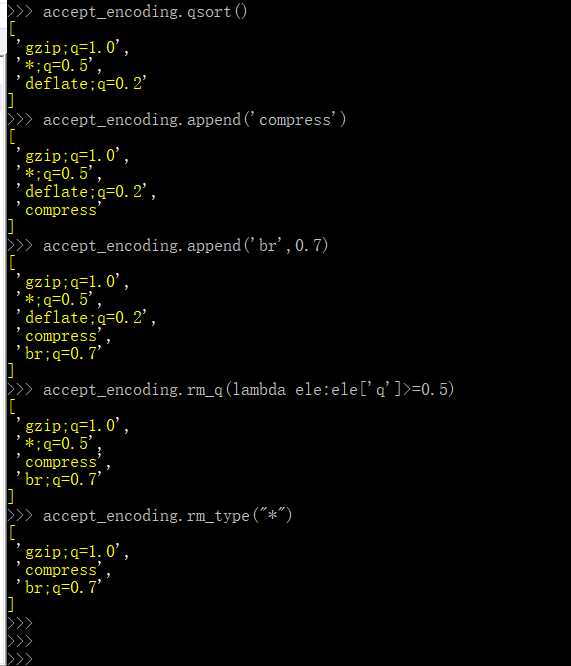 >>> accept_encoding.qsort()
[
 'gzip;q=1.0',
 '*;q=0.5',
 'deflate;q=0.2'
]
>>> accept_encoding.append('compress')
[
 'gzip;q=1.0',
 '*;q=0.5',
 'deflate;q=0.2',
 'compress'
]
>>> accept_encoding.append('br',0.7)
[
 'gzip;q=1.0',
 '*;q=0.5',
 'deflate;q=0.2',
 'compress',
 'br;q=0.7'
]
>>> accept_encoding.rm_q(lambda ele:ele['q']>=0.5)
[
 'gzip;q=1.0',
 '*;q=0.5',
 'compress',
 'br;q=0.7'
]
>>> accept_encoding.rm_type("*")
[
 'gzip;q=1.0',
 'compress',
 'br;q=0.7'
]
>>>
>>>
>>>